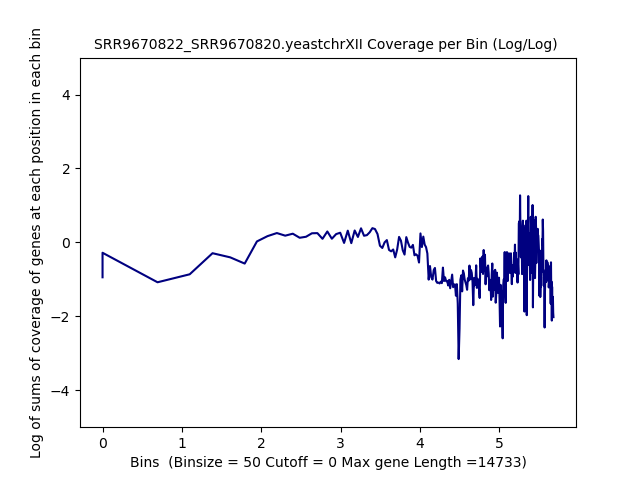 SRR9670822_SRR9670820.yeastchrXII Coverage per Bin (Log/Log)
Log of sums of coverage of genes at each position in each bin
4
2
0
−2
−4
0 1 2 3 4 5
Bins  (Binsize = 50 Cutoff = 0 Max gene Length =14733)